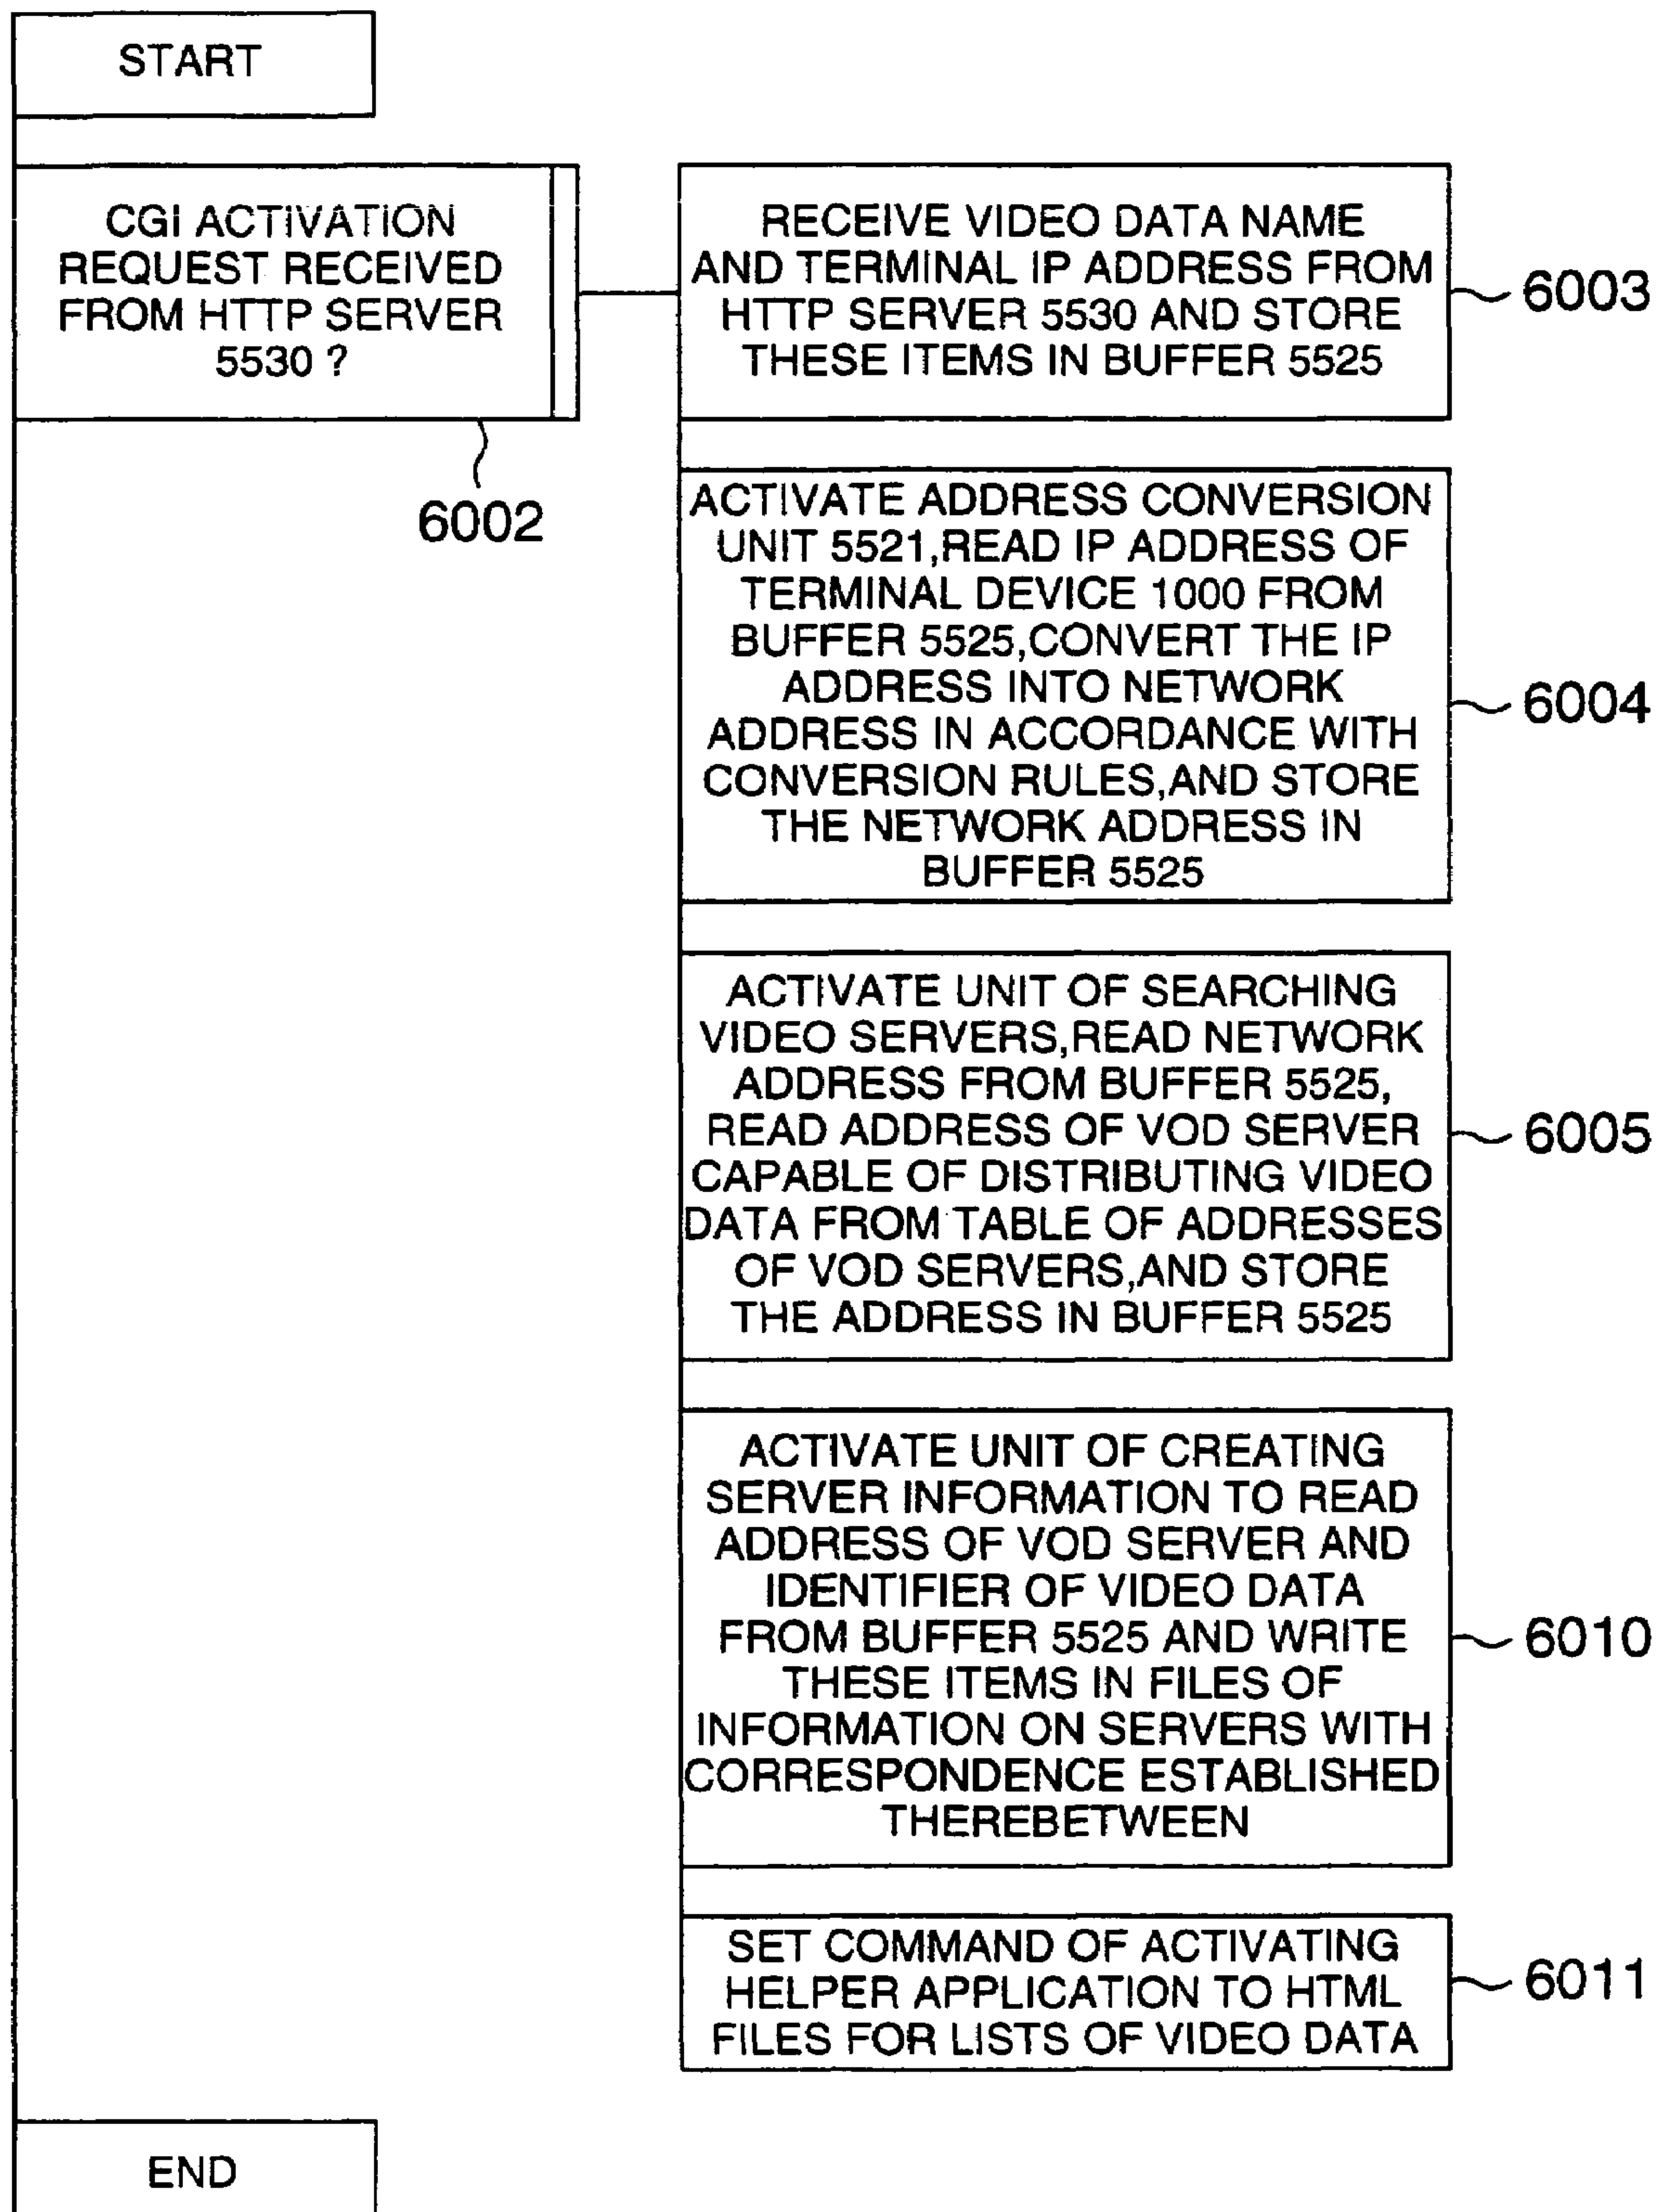 START
CGI ACTIVATION
REQUEST RECEIVED
FROM HTTP SERVER
5530 ?
6002
RECEIVE VIDEO DATA NAME
AND TERMINAL IP ADDRESS FROM
HTTP SERVER 5530 AND STORE
THESE ITEMS IN BUFFER 5525
6003
ACTIVATE ADDRESS CONVERSION
UNIT 5521,READ IP ADDRESS OF
TERMINAL DEVICE 1000 FROM
BUFFER 5525,CONVERT THE IP
ADDRESS INTO NETWORK
ADDRESS IN ACCORDANCE WITH
CONVERSION RULES,AND STORE
THE NETWORK ADDRESS IN
BUFFER 5525
6004
ACTIVATE UNIT OF SEARCHING
VIDEO SERVERS,READ NETWORK
ADDRESS FROM BUFFER 5525,
READ ADDRESS OF VOD SERVER
CAPABLE OF DISTRIBUTING VIDEO
DATA FROM TABLE OF ADDRESSES
OF VOD SERVERS,AND STORE
THE ADDRESS IN BUFFER 5525
6005
ACTIVATE UNIT OF CREATING
SERVER INFORMATION TO READ
ADDRESS OF VOD SERVER AND
IDENTIFIER OF VIDEO DATA
FROM BUFFER 5525 AND WRITE
THESE ITEMS IN FILES OF
INFORMATION ON SERVERS WITH
CORRESPONDENCE ESTABLISHED
THEREBETWEEN
6010
SET COMMAND OF ACTIVATING
HELPER APPLICATION TO HTML
FILES FOR LISTS OF VIDEO DATA
6011
END